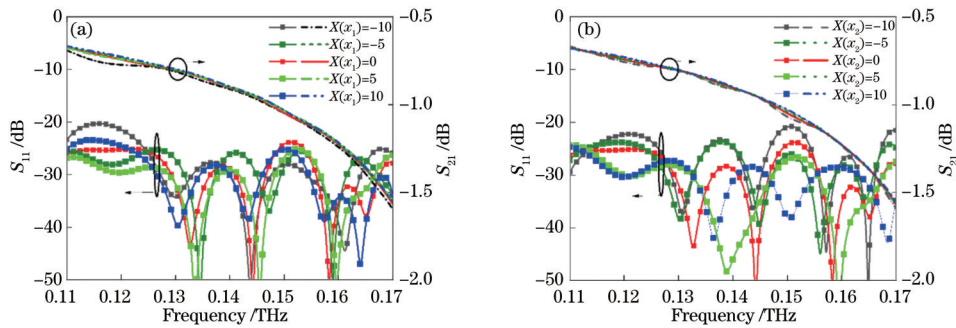 (a)
X(x₁)=-10
X(x₁)=-5
X(x₁)=0
X(x₁)=5
X(x₁)=10
0
-10
-20
-30
-40
-50
S₁₁ /dB
-0.5
-1.0
-1.5
-2.0
S₂₁ /dB
0.11 0.12 0.13 0.14 0.15 0.16 0.17
Frequency /THz
(b)
X(x₂)=-10
X(x₂)=-5
X(x₂)=0
X(x₂)=5
X(x₂)=10
0
-10
-20
-30
-40
-50
S₁₁ /dB
-0.5
-1.0
-1.5
-2.0
S₂₁ /dB
0.11 0.12 0.13 0.14 0.15 0.16 0.17
Frequency /THz